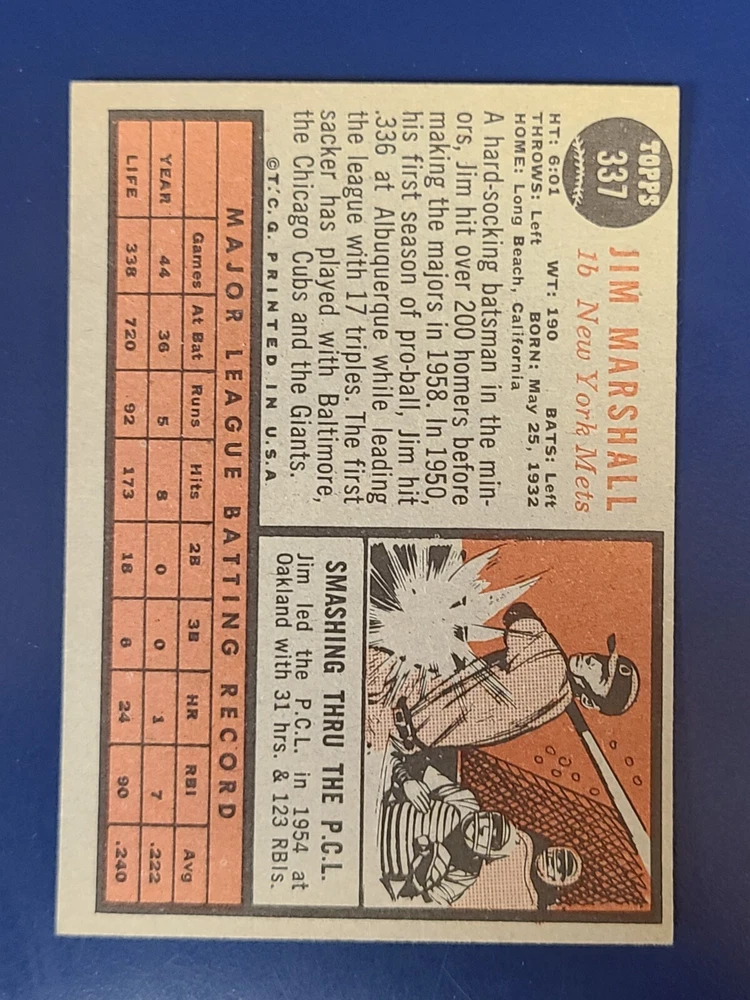 TOPPS
337
JIM MARSHALL
1b New York Mets
HT: 6:01 WT: 190 BATS: Left
THROWS: Left BORN: May 25, 1932
HOME: Long Beach, California
A hard-socking batsman in the min-
ors, Jim hit over 200 homers before
making the majors in 1958. In 1950,
his first season of pro-ball, Jim hit
.336 at Albuquerque while leading
the league with 17 triples. The first
sacker has played with Baltimore,
the Chicago Cubs and the Giants.
©T.C.G. PRINTED IN U.S.A
SMASHING THRU THE P.C.L.
Jim led the P.C.L. in 1954 at
Oakland with 31 hrs. & 123 RBIs.
MAJOR LEAGUE BATTING RECORD
Games At Bat Runs Hits 2B 3B HR RBI Avg
YEAR 44 36 5 8 0 0 1 7 .222
LIFE 338 720 92 173 18 6 24 90 .240